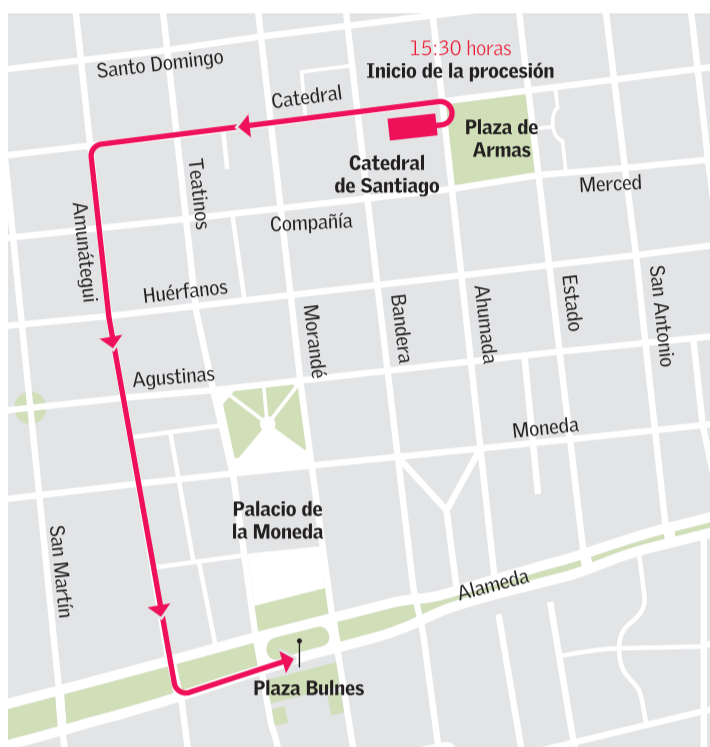 15:30 horas
Inicio de la procesión
Santo Domingo
Catedral
Plaza de
Armas
Catedral
de Santiago
Teatinos
Merced
Amunátegui
Compañía
Huérfanos
Morandé
Bandera
Ahumada
Estado
San Antonio
Agustinas
Moneda
Palacio de
la Moneda
San Martín
Alameda
Plaza Bulnes